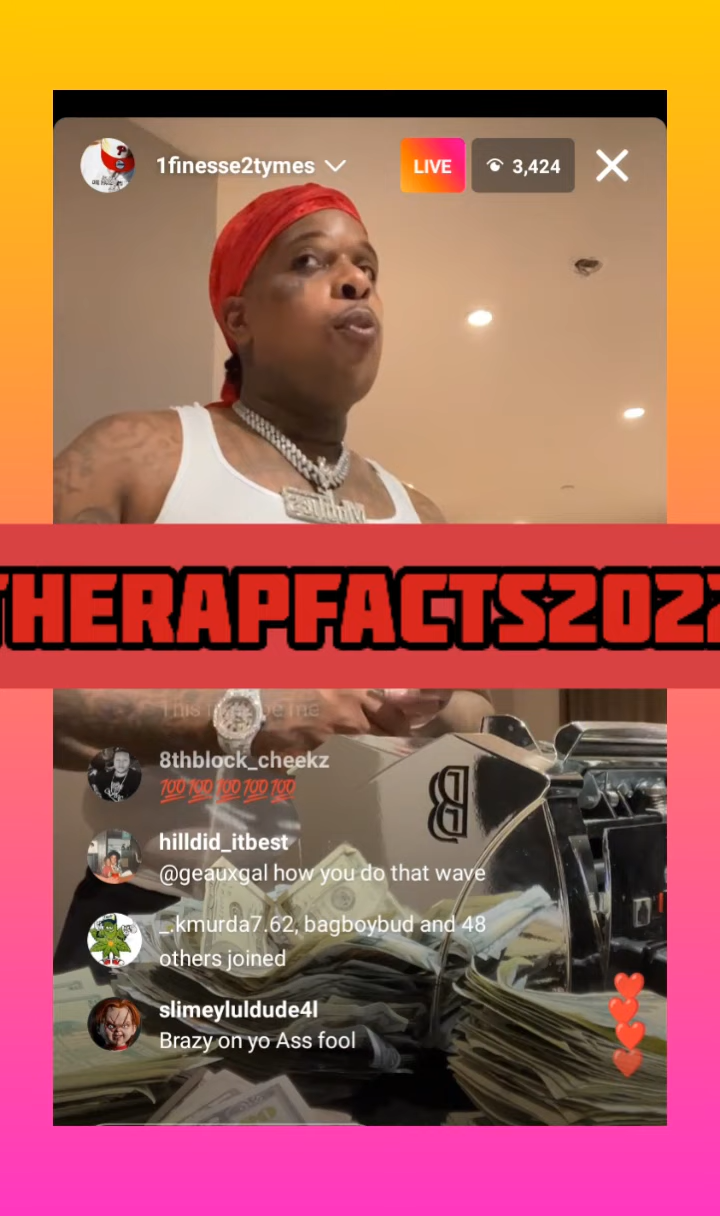 1finesse2tymes
LIVE
3,424
THERAPFACTS2022
8thblock_cheekz
💯💯💯💯💯
hilldid_itbest
@geauxgal how you do that wave
_.kmurda7.62, bagboybud and 48
others joined
slimeyluldude4l
Brazy on yo Ass fool